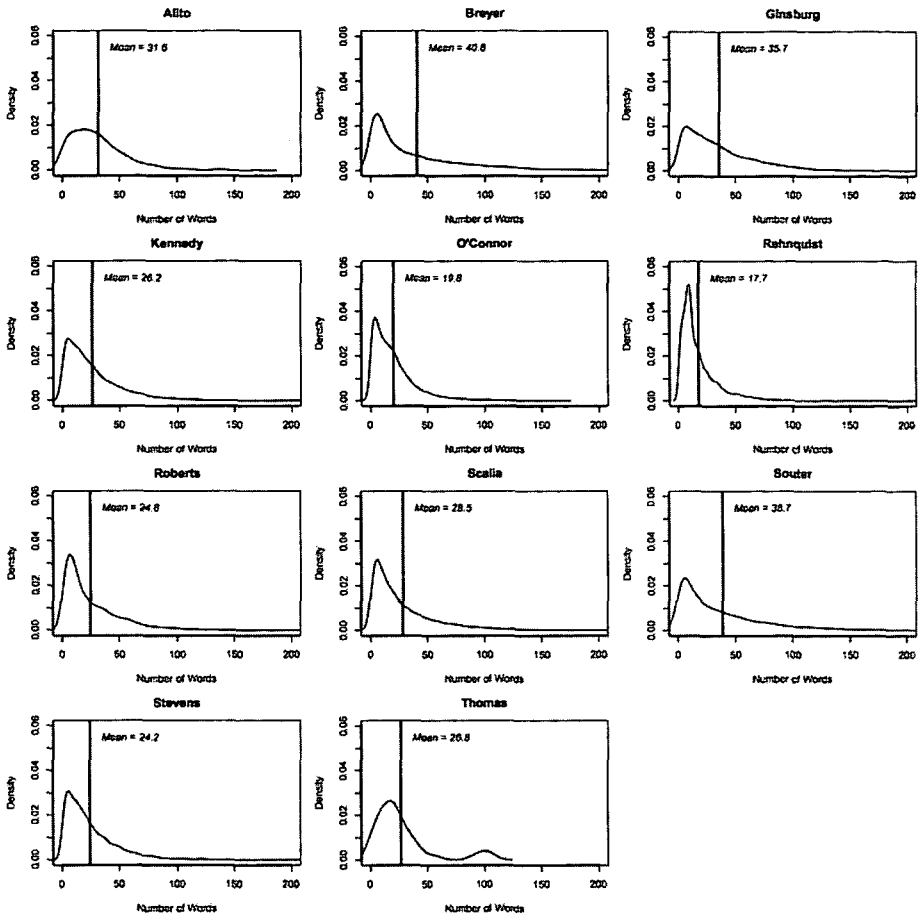 Alito
Mean = 31.6
Density
0.06
0.04
0.02
0.00
0 50 100 150 200
Number of Words
Breyer
Mean = 40.8
Density
0.06
0.04
0.02
0.00
0 50 100 150 200
Number of Words
Ginsburg
Mean = 35.7
Density
0.06
0.04
0.02
0.00
0 50 100 150 200
Number of Words
Kennedy
Mean = 26.2
Density
0.06
0.04
0.02
0.00
0 50 100 150 200
Number of Words
O'Connor
Mean = 19.8
Density
0.06
0.04
0.02
0.00
0 50 100 150 200
Number of Words
Rehnquist
Mean = 17.7
Density
0.06
0.04
0.02
0.00
0 50 100 150 200
Number of Words
Roberts
Mean = 24.8
Density
0.06
0.04
0.02
0.00
0 50 100 150 200
Number of Words
Scalia
Mean = 28.5
Density
0.06
0.04
0.02
0.00
0 50 100 150 200
Number of Words
Souter
Mean = 38.7
Density
0.06
0.04
0.02
0.00
0 50 100 150 200
Number of Words
Stevens
Mean = 24.2
Density
0.06
0.04
0.02
0.00
0 50 100 150 200
Number of Words
Thomas
Mean = 26.8
Density
0.06
0.04
0.02
0.00
0 50 100 150 200
Number of Words